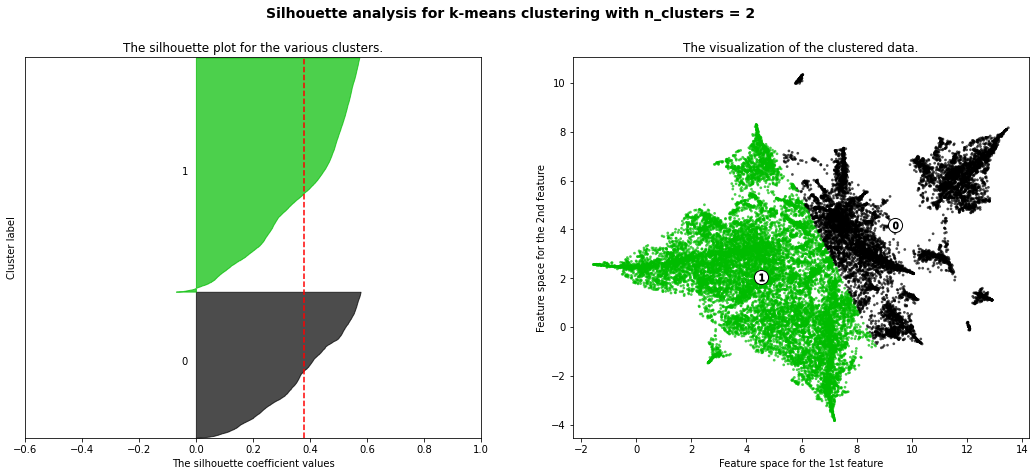 Silhouette analysis for k-means clustering with n_clusters = 2
The silhouette plot for the various clusters.
Cluster label
1
0
−0.6 −0.4 −0.2 0.0 0.2 0.4 0.6 0.8 1.0
The silhouette coefficient values
The visualization of the clustered data.
Feature space for the 2nd feature
10
8
6
4
2
0
−2
−4
0
1
−2 0 2 4 6 8 10 12 14
Feature space for the 1st feature